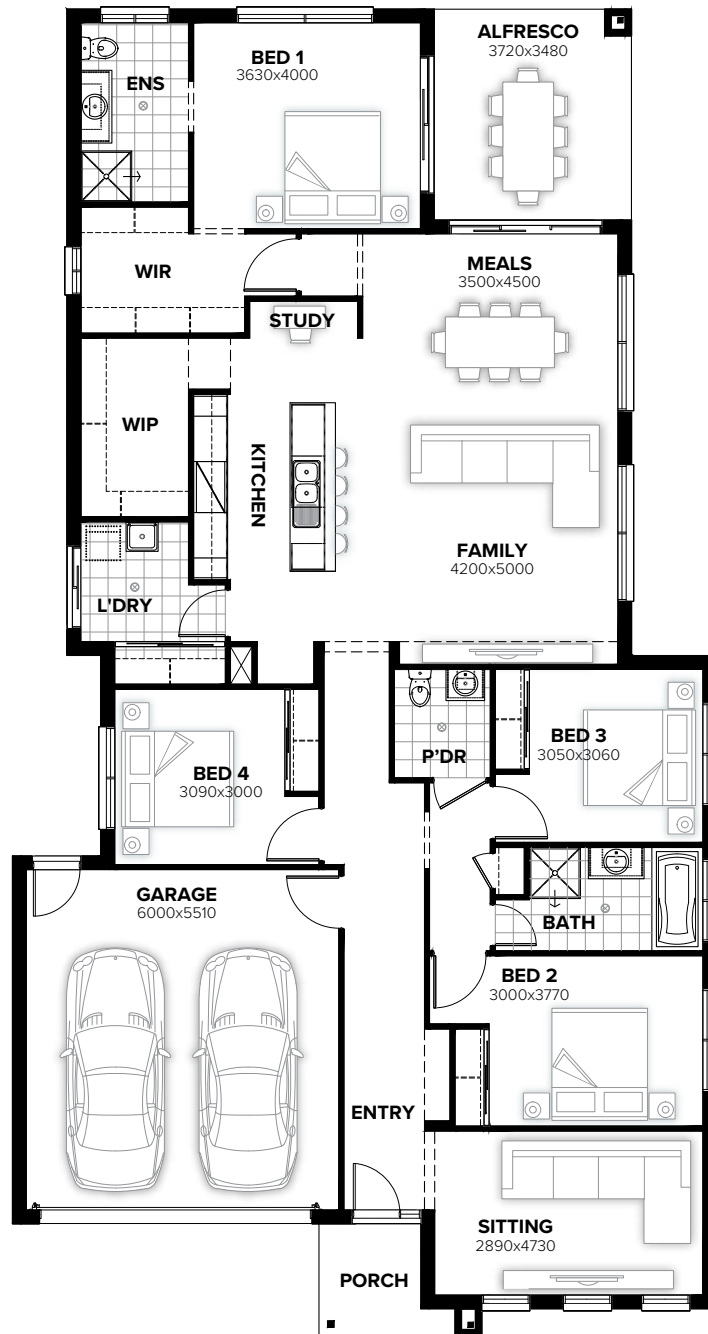 ALFRESCO
3720x3480
BED 1
3630x4000
ENS
WIR
MEALS
3500x4500
STUDY
WIP
KITCHEN
FAMILY
4200x5000
L'DRY
BED 3
3050x3060
P’DR
BED 4
3090x3000
GARAGE
6000x5510
BATH
BED 2
3000x3770
ENTRY
SITTING
2890x4730
PORCH